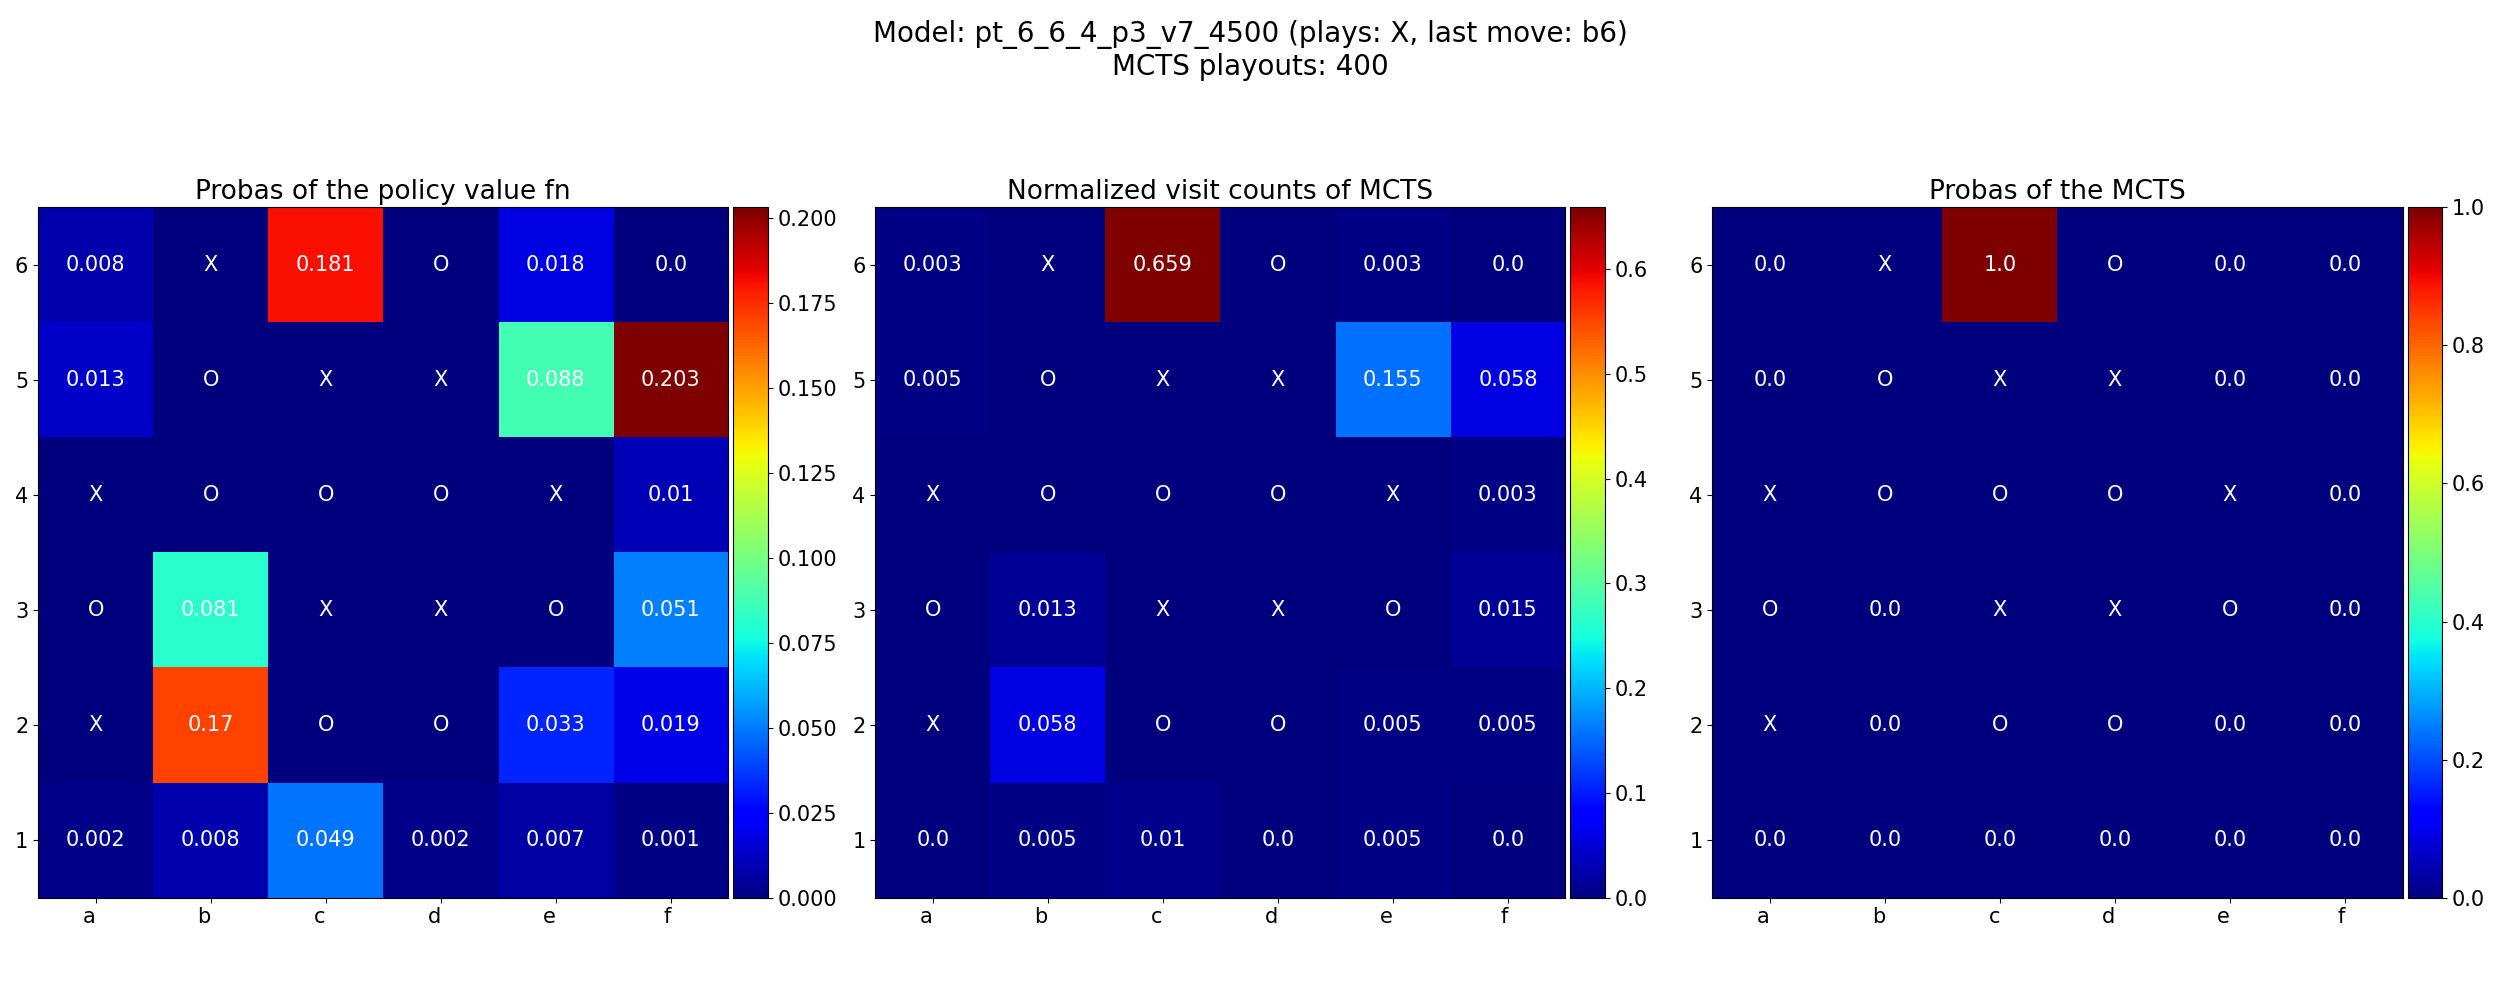 Model: pt_6_6_4_p3_v7_4500 (plays: X, last move: b6)
MCTS playouts: 400
Probas of the policy value fn
6 0.008 X 0.181 O 0.018 0.0
5 0.013 O X X 0.088 0.203
4 X O O O X 0.01
3 O 0.081 X X O 0.051
2 X 0.17 O O 0.033 0.019
1 0.002 0.008 0.049 0.002 0.007 0.001
a b c d e f
0.200
0.175
0.150
0.125
0.100
0.075
0.050
0.025
0.000
Normalized visit counts of MCTS
6 0.003 X 0.659 O 0.003 0.0
5 0.005 O X X 0.155 0.058
4 X O O O X 0.003
3 O 0.013 X X O 0.015
2 X 0.058 O O 0.005 0.005
1 0.0 0.005 0.01 0.0 0.005 0.0
a b c d e f
0.6
0.5
0.4
0.3
0.2
0.1
0.0
Probas of the MCTS
6 0.0 X 1.0 O 0.0 0.0
5 0.0 O X X 0.0 0.0
4 X O O O X 0.0
3 O 0.0 X X O 0.0
2 X 0.0 O O 0.0 0.0
1 0.0 0.0 0.0 0.0 0.0 0.0
a b c d e f
1.0
0.8
0.6
0.4
0.2
0.0